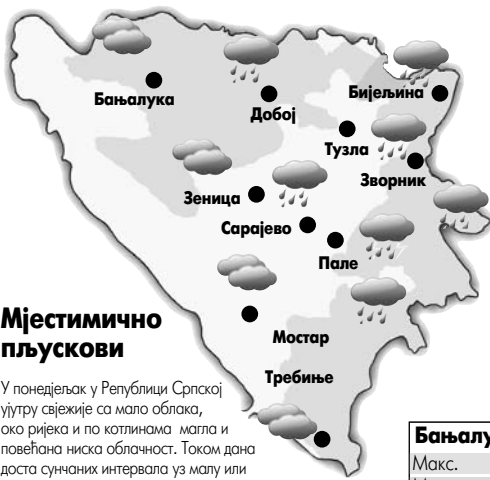 Бањалука
Добој
Бијељина
Тузла
Зворник
Зеница
Сарајево
Пале
Мостар
Требиње
Мјестимично
пљускови
У понедјељак у Републици Српској
ујутру свјежије са мало облака,
око ријека и по котлинама магла и
повећана ниска облачност. Током дана
доста сунчаних интервала уз малу или
Макс.